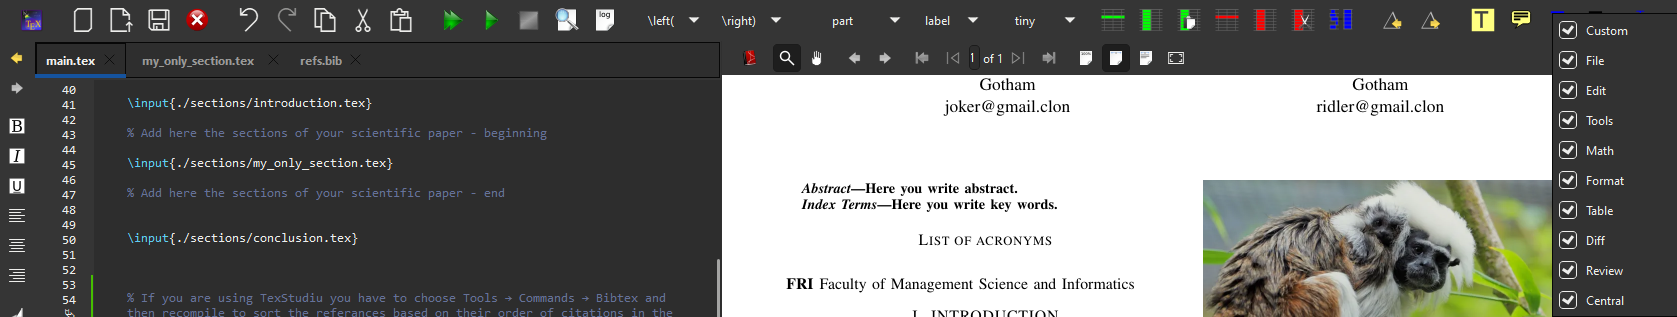 TEX
log
\left(
\right)
part
label
tiny
T
main.tex
my_only_section.tex
refs.bib
1 of 1
Custom
File
Edit
Tools
Math
Format
Table
Diff
Review
Central
B
I
U
40
41 \input{./sections/introduction.tex}
42
43 % Add here the sections of your scientific paper - beginning
44
45 \input{./sections/my_only_section.tex}
46
47 % Add here the sections of your scientific paper - end
48
49
50 \input{./sections/conclusion.tex}
51
52
53
54 % If you are using TexStudiu you have to choose Tools → Commands → Bibtex and
then recompile to sort the referances based on their order of citations in the
Gotham
joker@gmail.clon
Gotham
ridler@gmail.clon
Abstract—Here you write abstract.
Index Terms—Here you write key words.
LIST OF ACRONYMS
FRI Faculty of Management Science and Informatics
I. INTRODUCTION